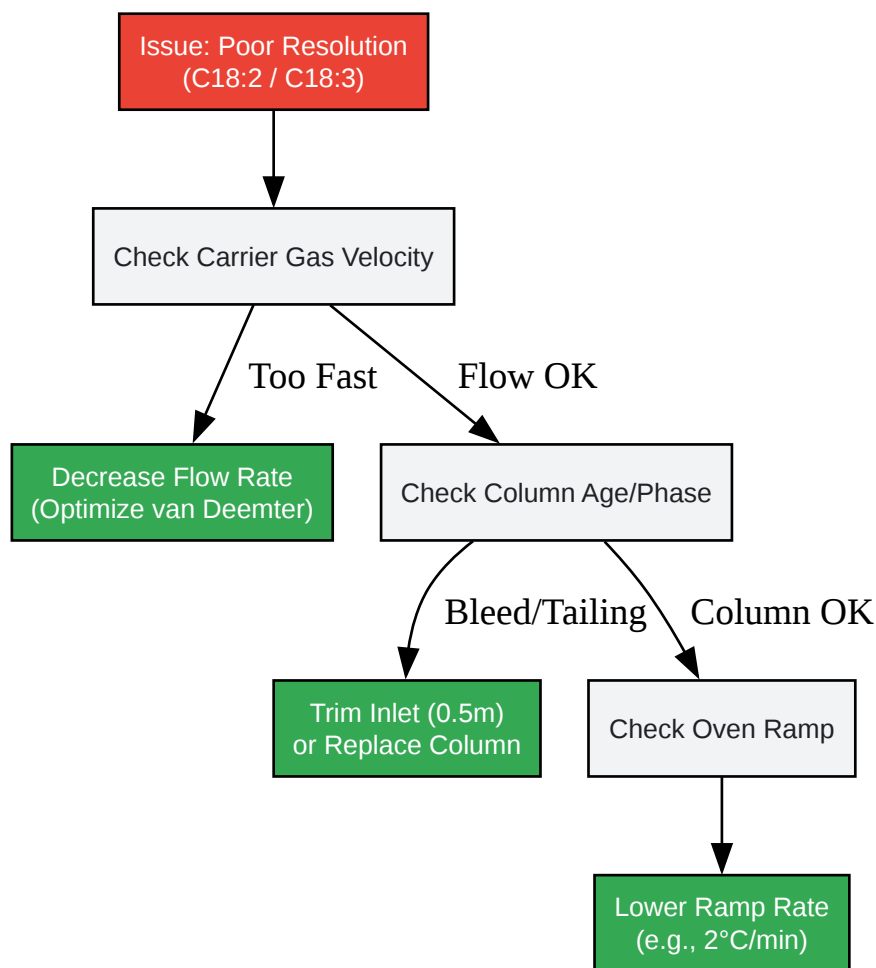 Issue: Poor Resolution
(C18:2 / C18:3)
Check Carrier Gas Velocity
Too Fast
Flow OK
Decrease Flow Rate
(Optimize van Deemter)
Check Column Age/Phase
Bleed/Tailing
Column OK
Trim Inlet (0.5m)
or Replace Column
Check Oven Ramp
Lower Ramp Rate
(e.g., 2°C/min)